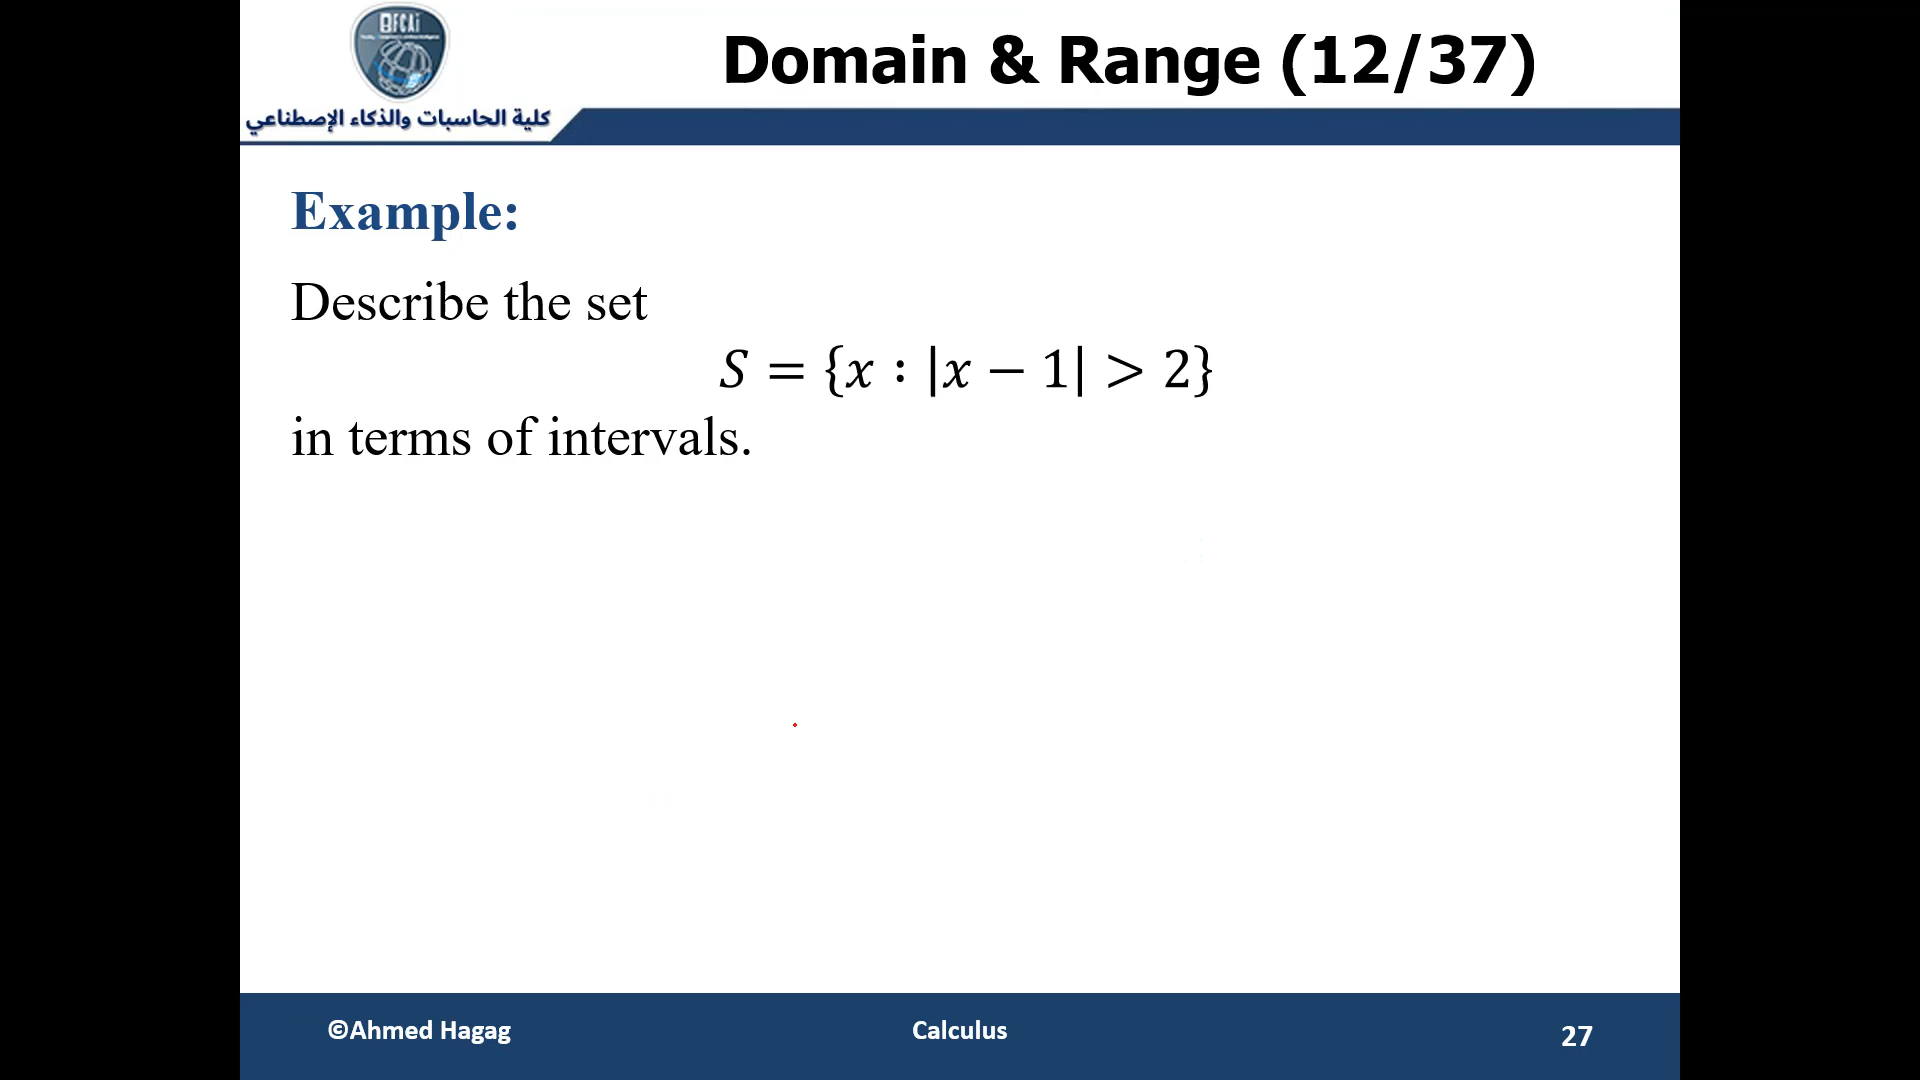 BFCAi
Domain & Range (12/37)
كلية الحاسبات والذكاء الإصطناعي
Example:
Describe the set
S = {x : |x − 1| > 2}
in terms of intervals.
©Ahmed Hagag
Calculus
27